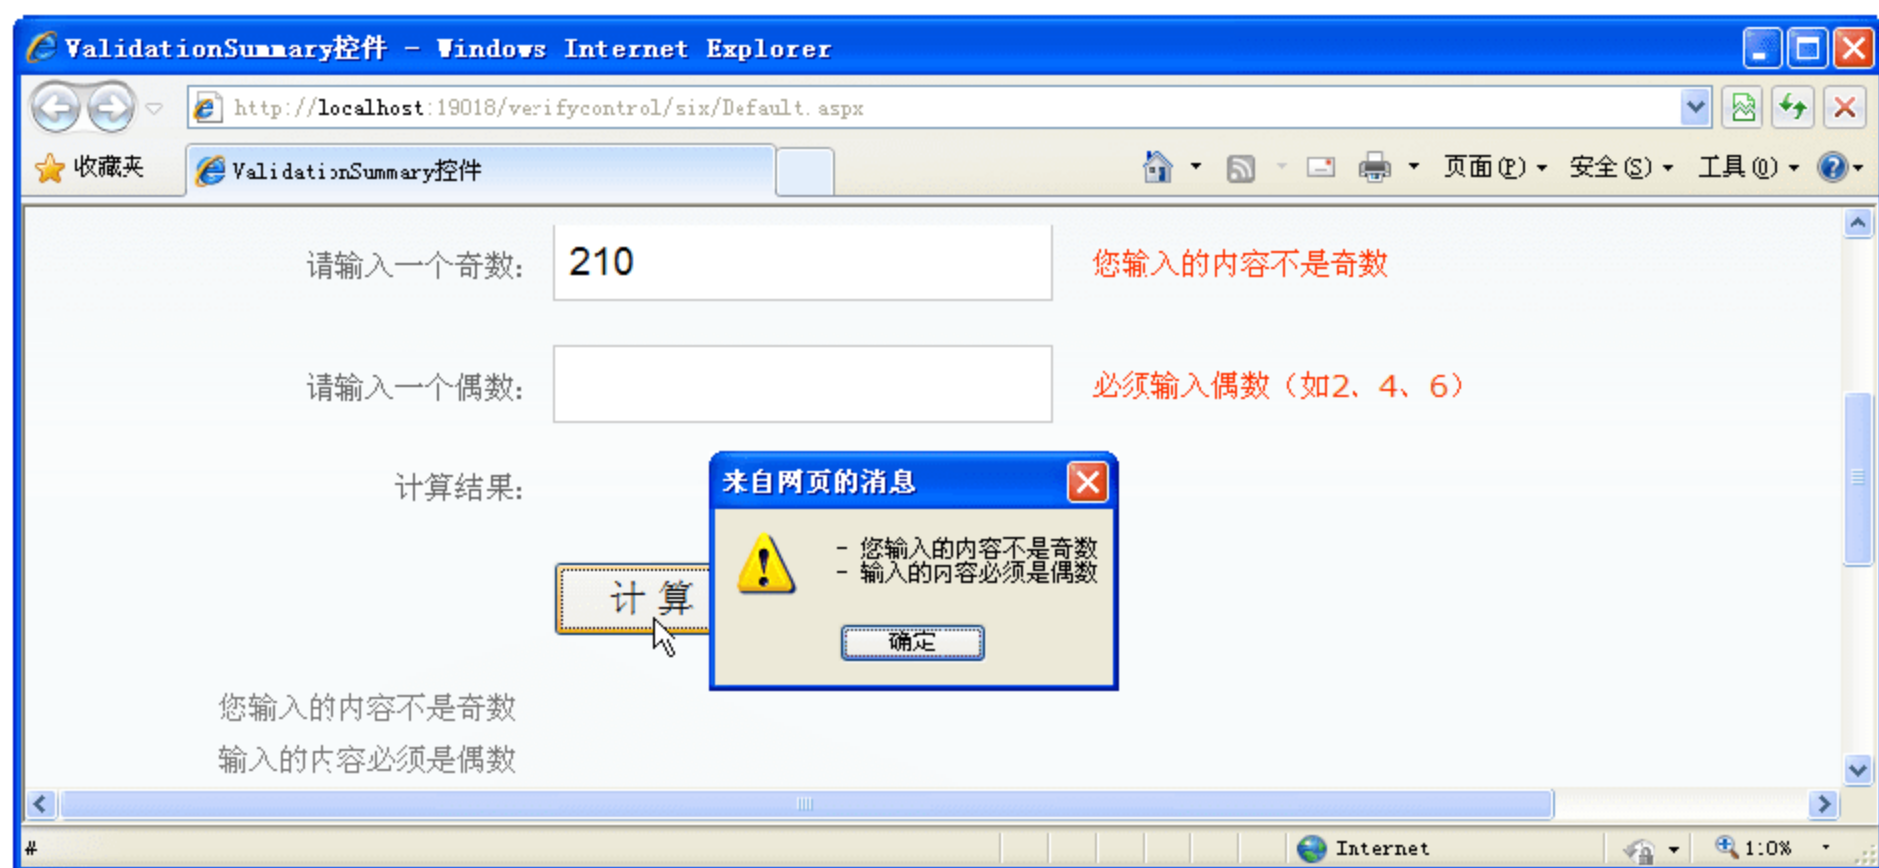 ValidationSummary控件 - Windows Internet Explorer
http://localhost:19018/verifycontrol/six/Default.aspx
收藏夹 ValidationSummary控件 页面(P) 安全(S) 工具(O)
请输入一个奇数: 210 您输入的内容不是奇数
请输入一个偶数: 必须输入偶数（如2、4、6）
计算结果:
来自网页的消息
- 您输入的内容不是奇数
- 输入的内容必须是偶数
计 算
确定
您输入的内容不是奇数
输入的内容必须是偶数
# Internet 1:0%